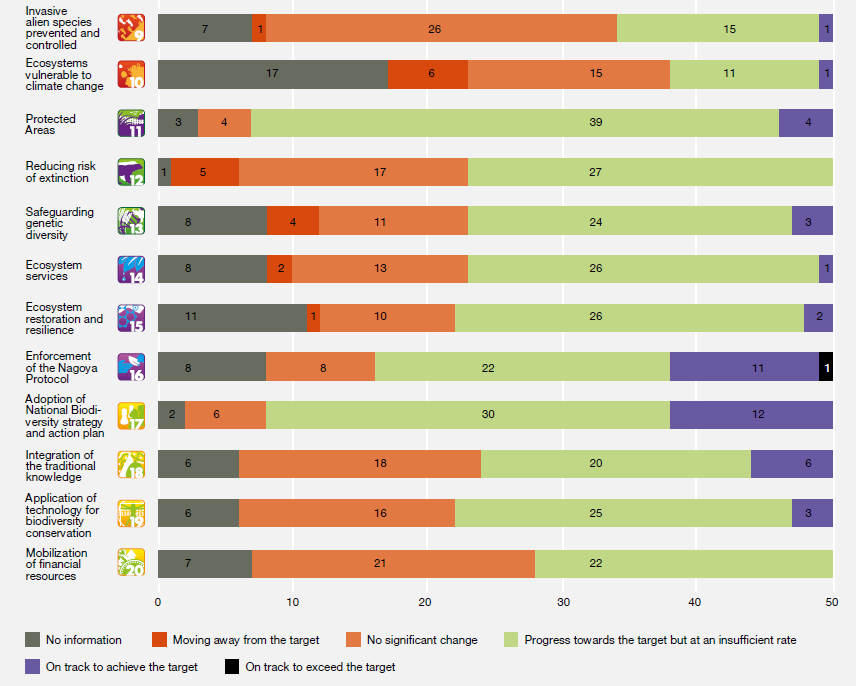 Invasive
alien species
prevented and
controlled
9
7 1 26 15 1
Ecosystems
vulnerable to
climate change
10
17 6 15 11 1
Protected
Areas
11
3 4 39 4
Reducing risk
of extinction
12
1 5 17 27
Safeguarding
genetic
diversity
13
8 4 11 24 3
Ecosystem
services
14
8 2 13 26 1
Ecosystem
restoration and
resilience
15
11 1 10 26 2
Enforcement
of the Nagoya
Protocol
16
8 8 22 11 1
Adoption of
National Biodi-
versity strategy
and action plan
17
2 6 30 12
Integration of
the traditional
knowledge
18
6 18 20 6
Application of
technology for
biodiversity
conservation
19
6 16 25 3
Mobilization
of financial
resources
20
7 21 22
0 10 20 30 40 50
No information Moving away from the target No significant change Progress towards the target but at an insufficient rate
On track to achieve the target On track to exceed the target